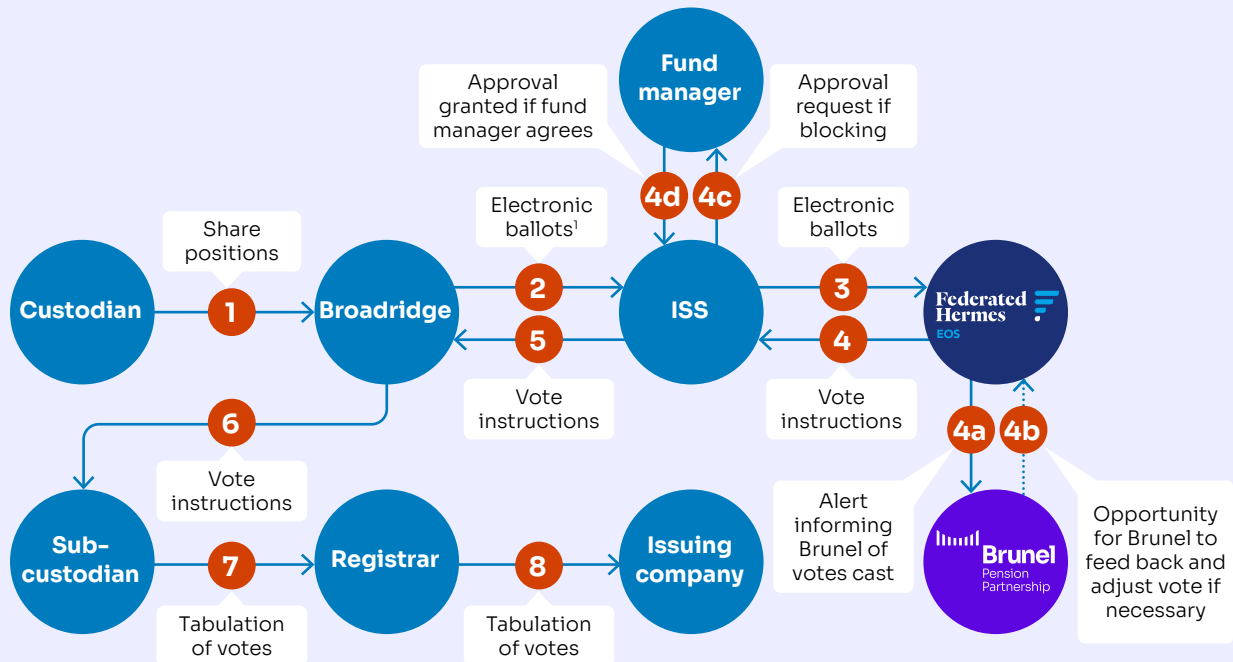 Fund
manager
Approval
granted if fund
manager agrees
Approval
request if
blocking
4d
4c
Share
positions
Electronic
ballots¹
Electronic
ballots
Custodian
1
Broadridge
2
ISS
3
Federated
Hermes
EOS
5
4
Vote
instructions
Vote
instructions
6
Vote
instructions
4a
4b
Alert
informing
Brunel of
votes cast
Opportunity
for Brunel to
feed back and
adjust vote if
necessary
Sub-
custodian
7
Registrar
8
Issuing
company
Brunel
Pension
Partnership
Tabulation
of votes
Tabulation
of votes